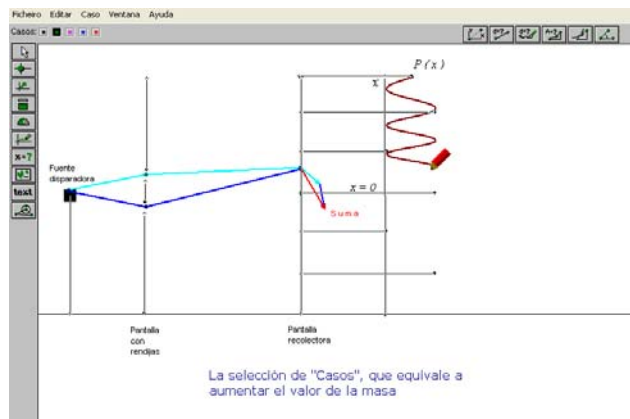 Fichero Editar Caso Ventana Ayuda
Casos:
P(x)
x
Fuente
disparadora
x = 0
Suma
x=?
text
Pantalla
con
rendijas
Pantalla
recolectora
La selección de "Casos", que equivale a
aumentar el valor de la masa